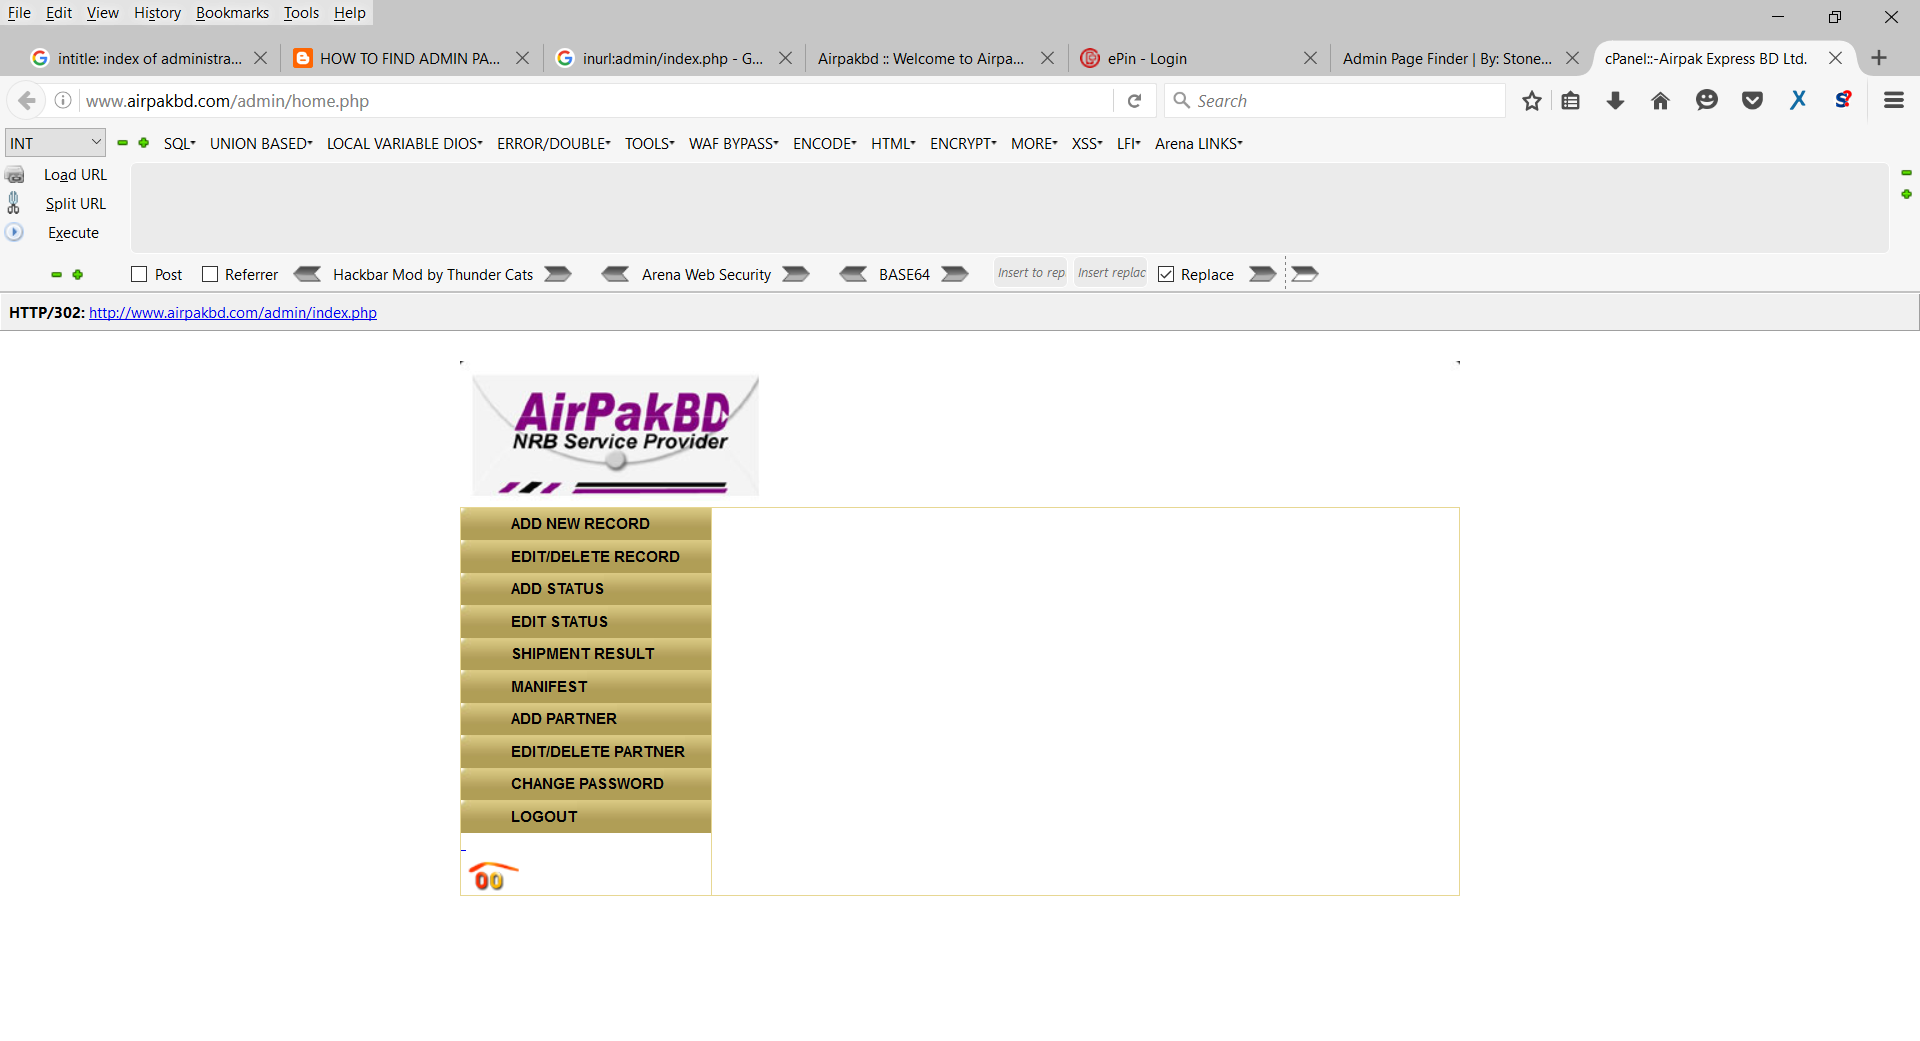 File Edit View History Bookmarks Tools Help
intitle: index of administra... HOW TO FIND ADMIN PA... inurl:admin/index.php - G... Airpakbd :: Welcome to Airpa... ePin - Login Admin Page Finder | By: Stone... cPanel::-Airpak Express BD Ltd.
www.airpakbd.com/admin/home.php Search
INT SQL UNION BASED LOCAL VARIABLE DIOS ERROR/DOUBLE TOOLS WAF BYPASS ENCODE HTML ENCRYPT MORE XSS LFI Arena LINKS
Load URL
Split URL
Execute
Post Referrer Hackbar Mod by Thunder Cats Arena Web Security BASE64 Insert to rep Insert replac Replace
HTTP/302: http://www.airpakbd.com/admin/index.php
AirPakBD
NRB Service Provider
ADD NEW RECORD
EDIT/DELETE RECORD
ADD STATUS
EDIT STATUS
SHIPMENT RESULT
MANIFEST
ADD PARTNER
EDIT/DELETE PARTNER
CHANGE PASSWORD
LOGOUT